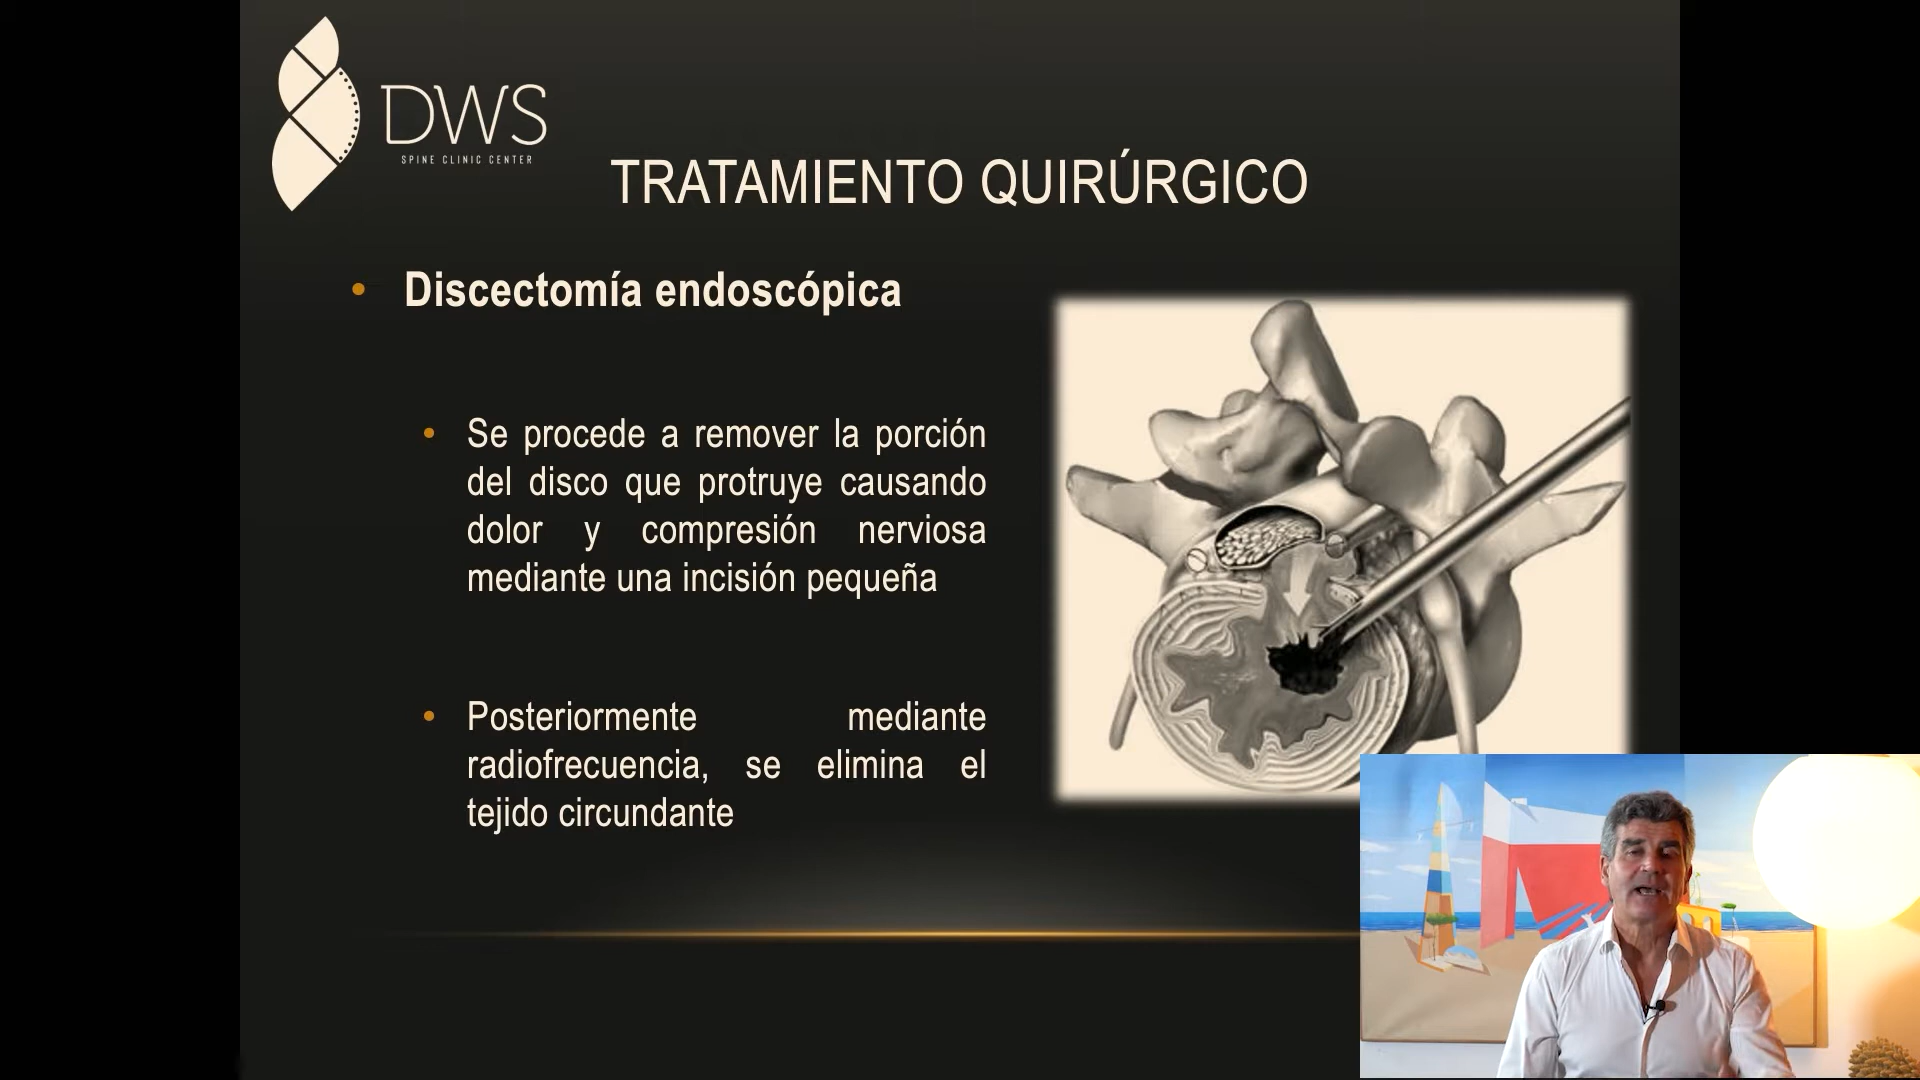 DWS
SPINE CLINIC CENTER
TRATAMIENTO QUIRÚRGICO
• Discectomía endoscópica
• Se procede a remover la porción
del disco que protruye causando
dolor y compresión nerviosa
mediante una incisión pequeña
• Posteriormente mediante
radiofrecuencia, se elimina el
tejido circundante